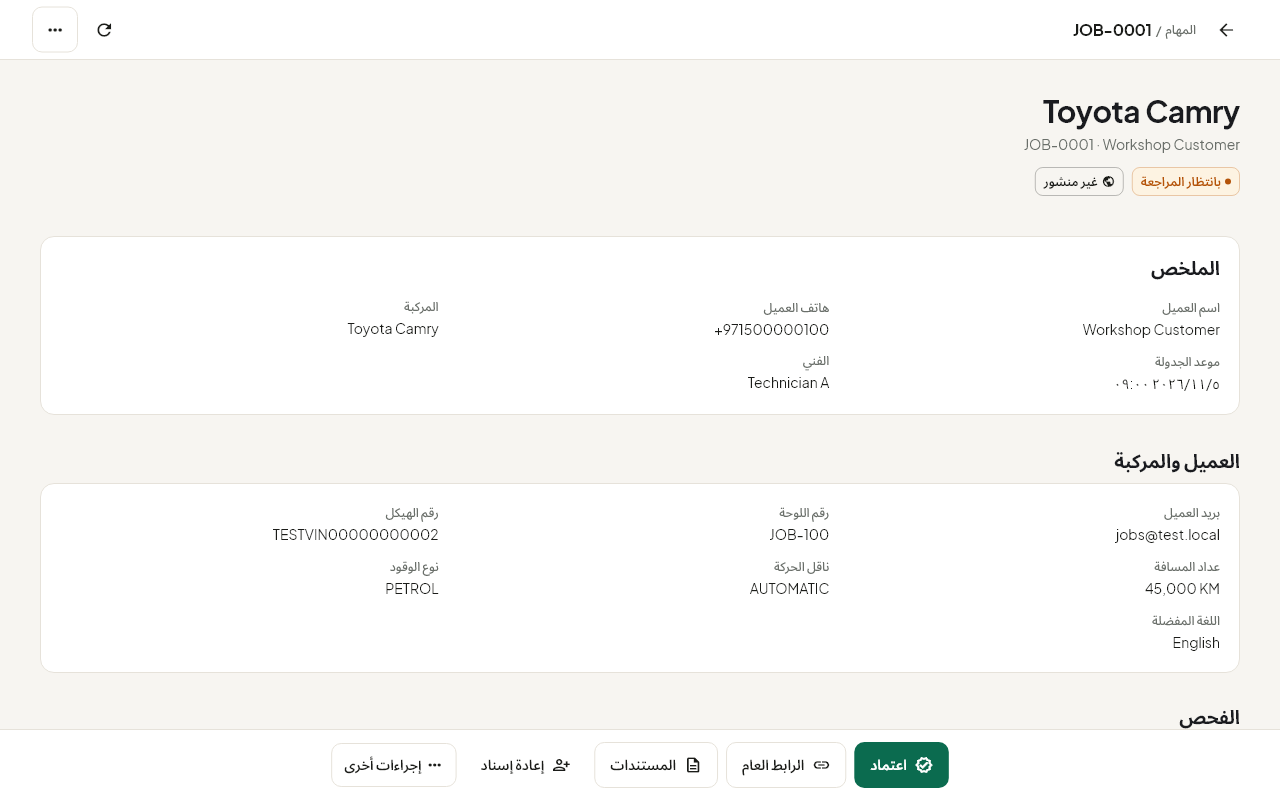 المهام / JOB-0001
Toyota Camry
JOB-0001 · Workshop Customer
بانتظار المراجعة
غير منشور
الملخص
اسم العميل
Workshop Customer
هاتف العميل
+971500000100
المركبة
Toyota Camry
موعد الجدولة
٢٠٢٦/١١/٥ ٠٩:٠٠
الفني
Technician A
العميل والمركبة
بريد العميل
jobs@test.local
رقم اللوحة
JOB-100
رقم الهيكل
TESTVIN00000000002
عداد المسافة
45,000 KM
ناقل الحركة
AUTOMATIC
نوع الوقود
PETROL
اللغة المفضلة
English
الفحص
اعتماد
الرابط العام
المستندات
إعادة إسناد
إجراءات أخرى